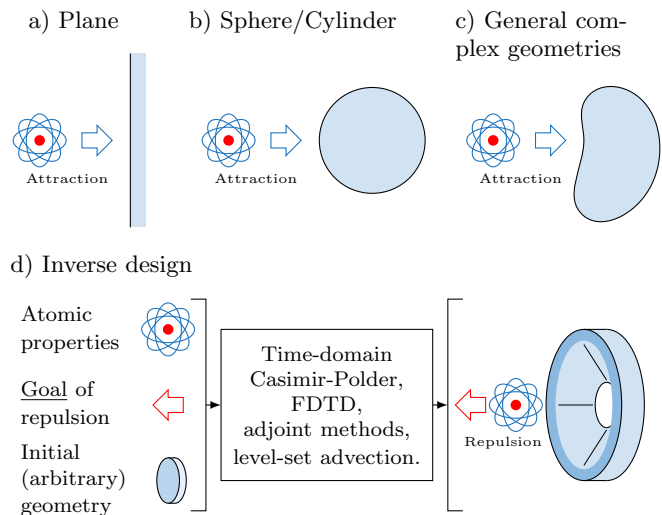 a) Plane
b) Sphere/Cylinder
c) General com-
plex geometries
Attraction
Attraction
Attraction
d) Inverse design
Atomic
properties
Goal of
repulsion
Initial
(arbitrary)
geometry
Time-domain
Casimir-Polder,
FDTD,
adjoint methods,
level-set advection.
Repulsion